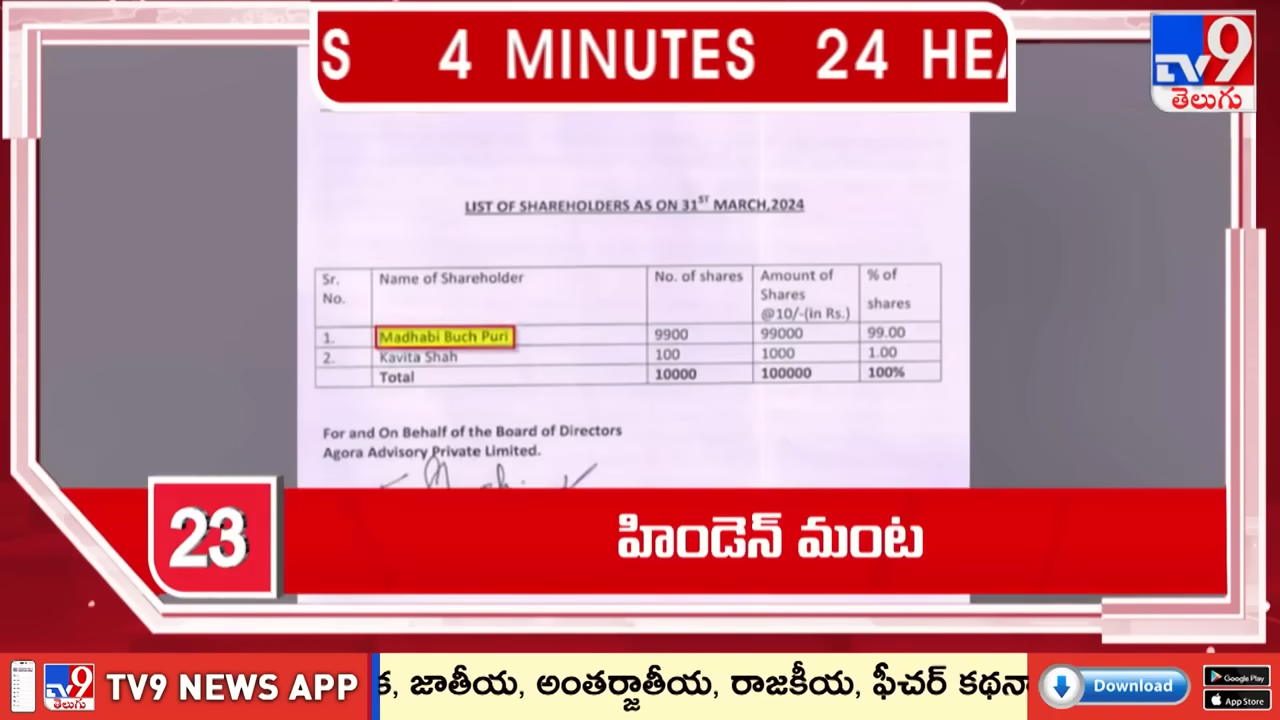 S 4 MINUTES 24 HEA
TV9
తెలుగు
LIST OF SHAREHOLDERS AS ON 31ST MARCH,2024
Sr. No. Name of Shareholder No. of shares Amount of Shares @10/-(in Rs.) % of shares
1. Madhabi Buch Puri 9900 99000 99.00
2. Kavita Shah 100 1000 1.00
Total 10000 100000 100%
For and On Behalf of the Board of Directors
Agora Advisory Private Limited.
23 హిండెన్ మంట
TV9 తెలుగు TV9 NEWS APP క, జాతీయ, అంతర్జాతీయ, రాజకీయ, ఫీచర్ కథనా Download Google Play App Store